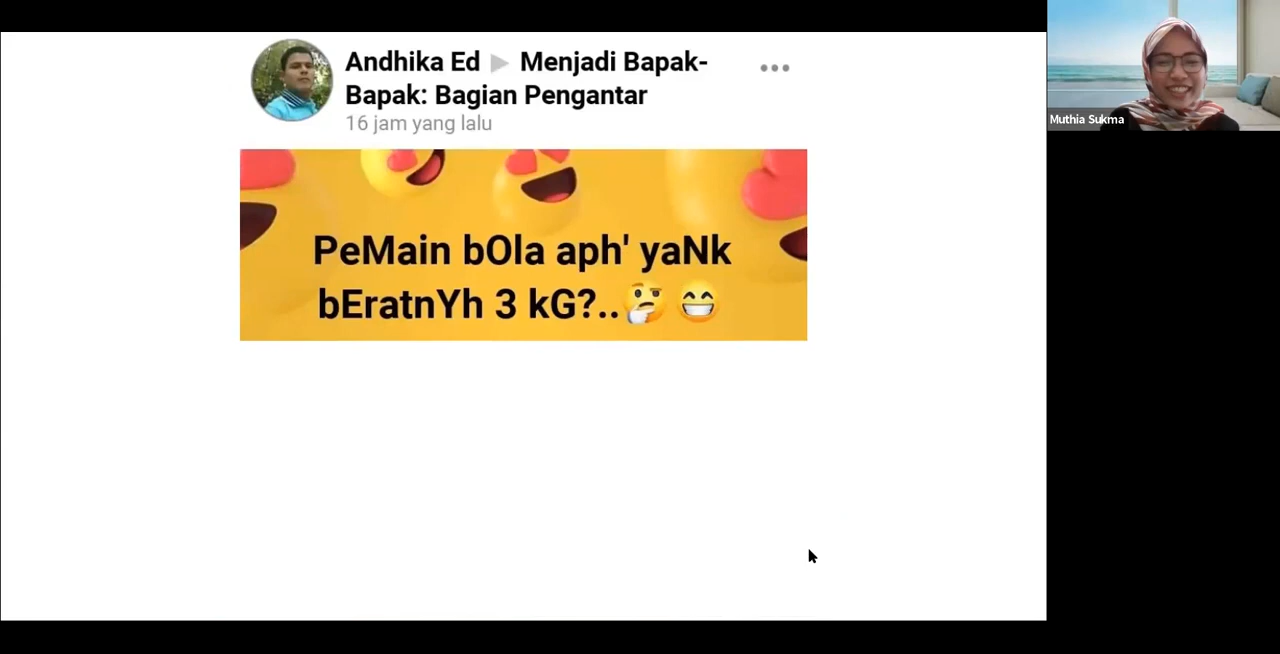 Andhika Ed ▶ Menjadi Bapak-
Bapak: Bagian Pengantar
16 jam yang lalu
PeMain bOla aph' yaNk
bEratnYh 3 kG?..🤔 😁
Muthia Sukma